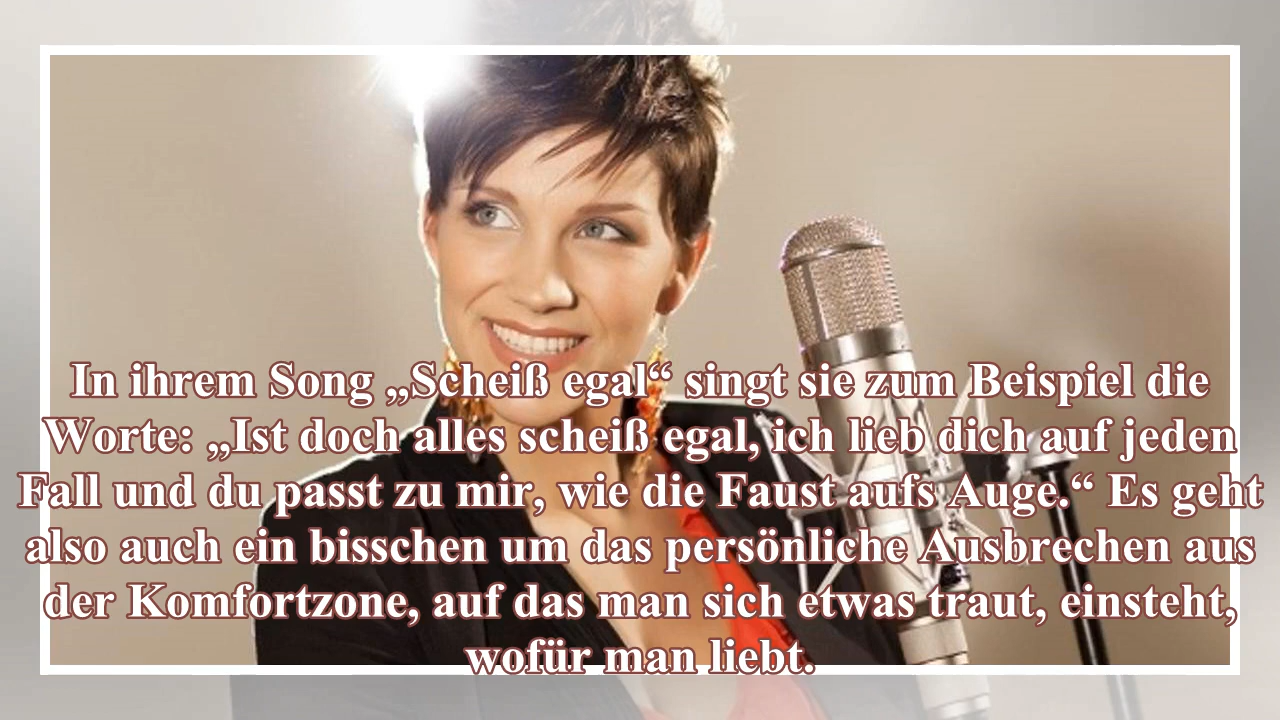 In ihrem Song „Scheiß egal“ singt sie zum Beispiel die
Worte: „Ist doch alles scheiß egal, ich lieb dich auf jeden
Fall und du passt zu mir, wie die Faust aufs Auge.“ Es geht
also auch ein bisschen um das persönliche Ausbrechen aus
der Komfortzone, auf das man sich etwas traut, einsteht,
wofür man liebt.